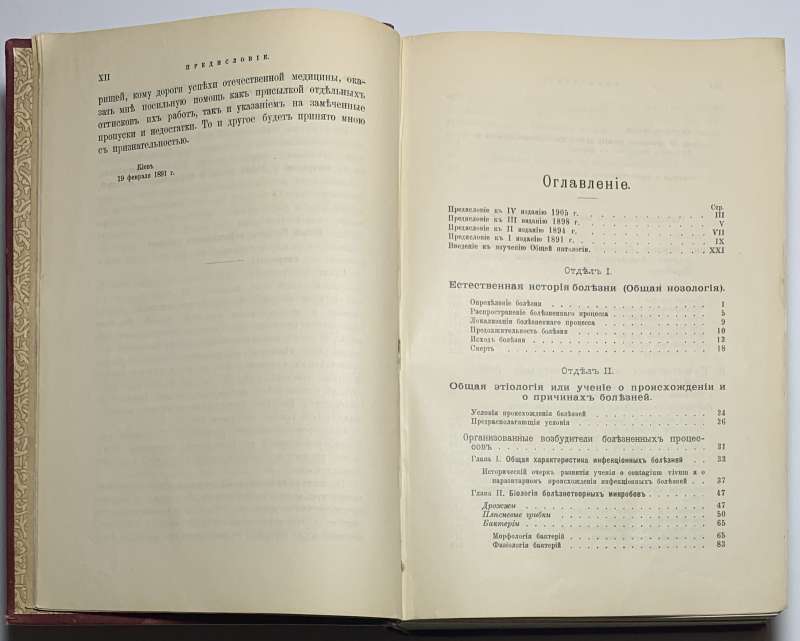 XII
ПРЕДИСЛОВІЕ.
рищей, кому дороги успѣхи отечественной медицины, ока-
зать мнѣ посильную помощь какъ присылкой отдѣльныхъ
оттисковъ ихъ работъ, такъ и указаніемъ на замѣченные
пропуски и недостатки. То и другое будетъ принято мною
съ признательностью.
Кіевъ
19 февраля 1891 г.
Оглавленіе.
Стр.
Предисловіе къ IV изданію 1905 г. III
Предисловіе къ III изданію 1898 г. V
Предисловіе къ II изданію 1894 г. VII
Предисловіе къ I изданію 1891 г. IX
Введеніе къ изученію Общей патологіи. XXI
Отдѣлъ I.
Естественная исторія болѣзни (Общая нозологія).
Опредѣленіе болѣзни 1
Распространеніе болѣзненнаго процесса 5
Локализація болѣзненнаго процесса 9
Продолжительность болѣзни 10
Исходъ болѣзни 12
Смерть 18
Отдѣлъ II.
Общая этіологія или ученіе о происхожденіи и
о причинахъ болѣзней.
Условія происхожденія болѣзней 24
Предрасполагающія условія 26
Организованные возбудители болѣзненныхъ процес-
совъ 31
Глава I. Общая характеристика инфекціонныхъ болѣзней 33
Историческій очеркъ развитія ученія о contagium vivum и о
паразитарномъ происхожденіи инфекціонныхъ болѣзней 37
Глава II. Біологія болѣзнетворныхъ микробовъ 47
Дрожжи 47
Плѣсневые грибки 50
Бактеріи 65
Морфологія бактерій 65
Физіологія бактерій 83